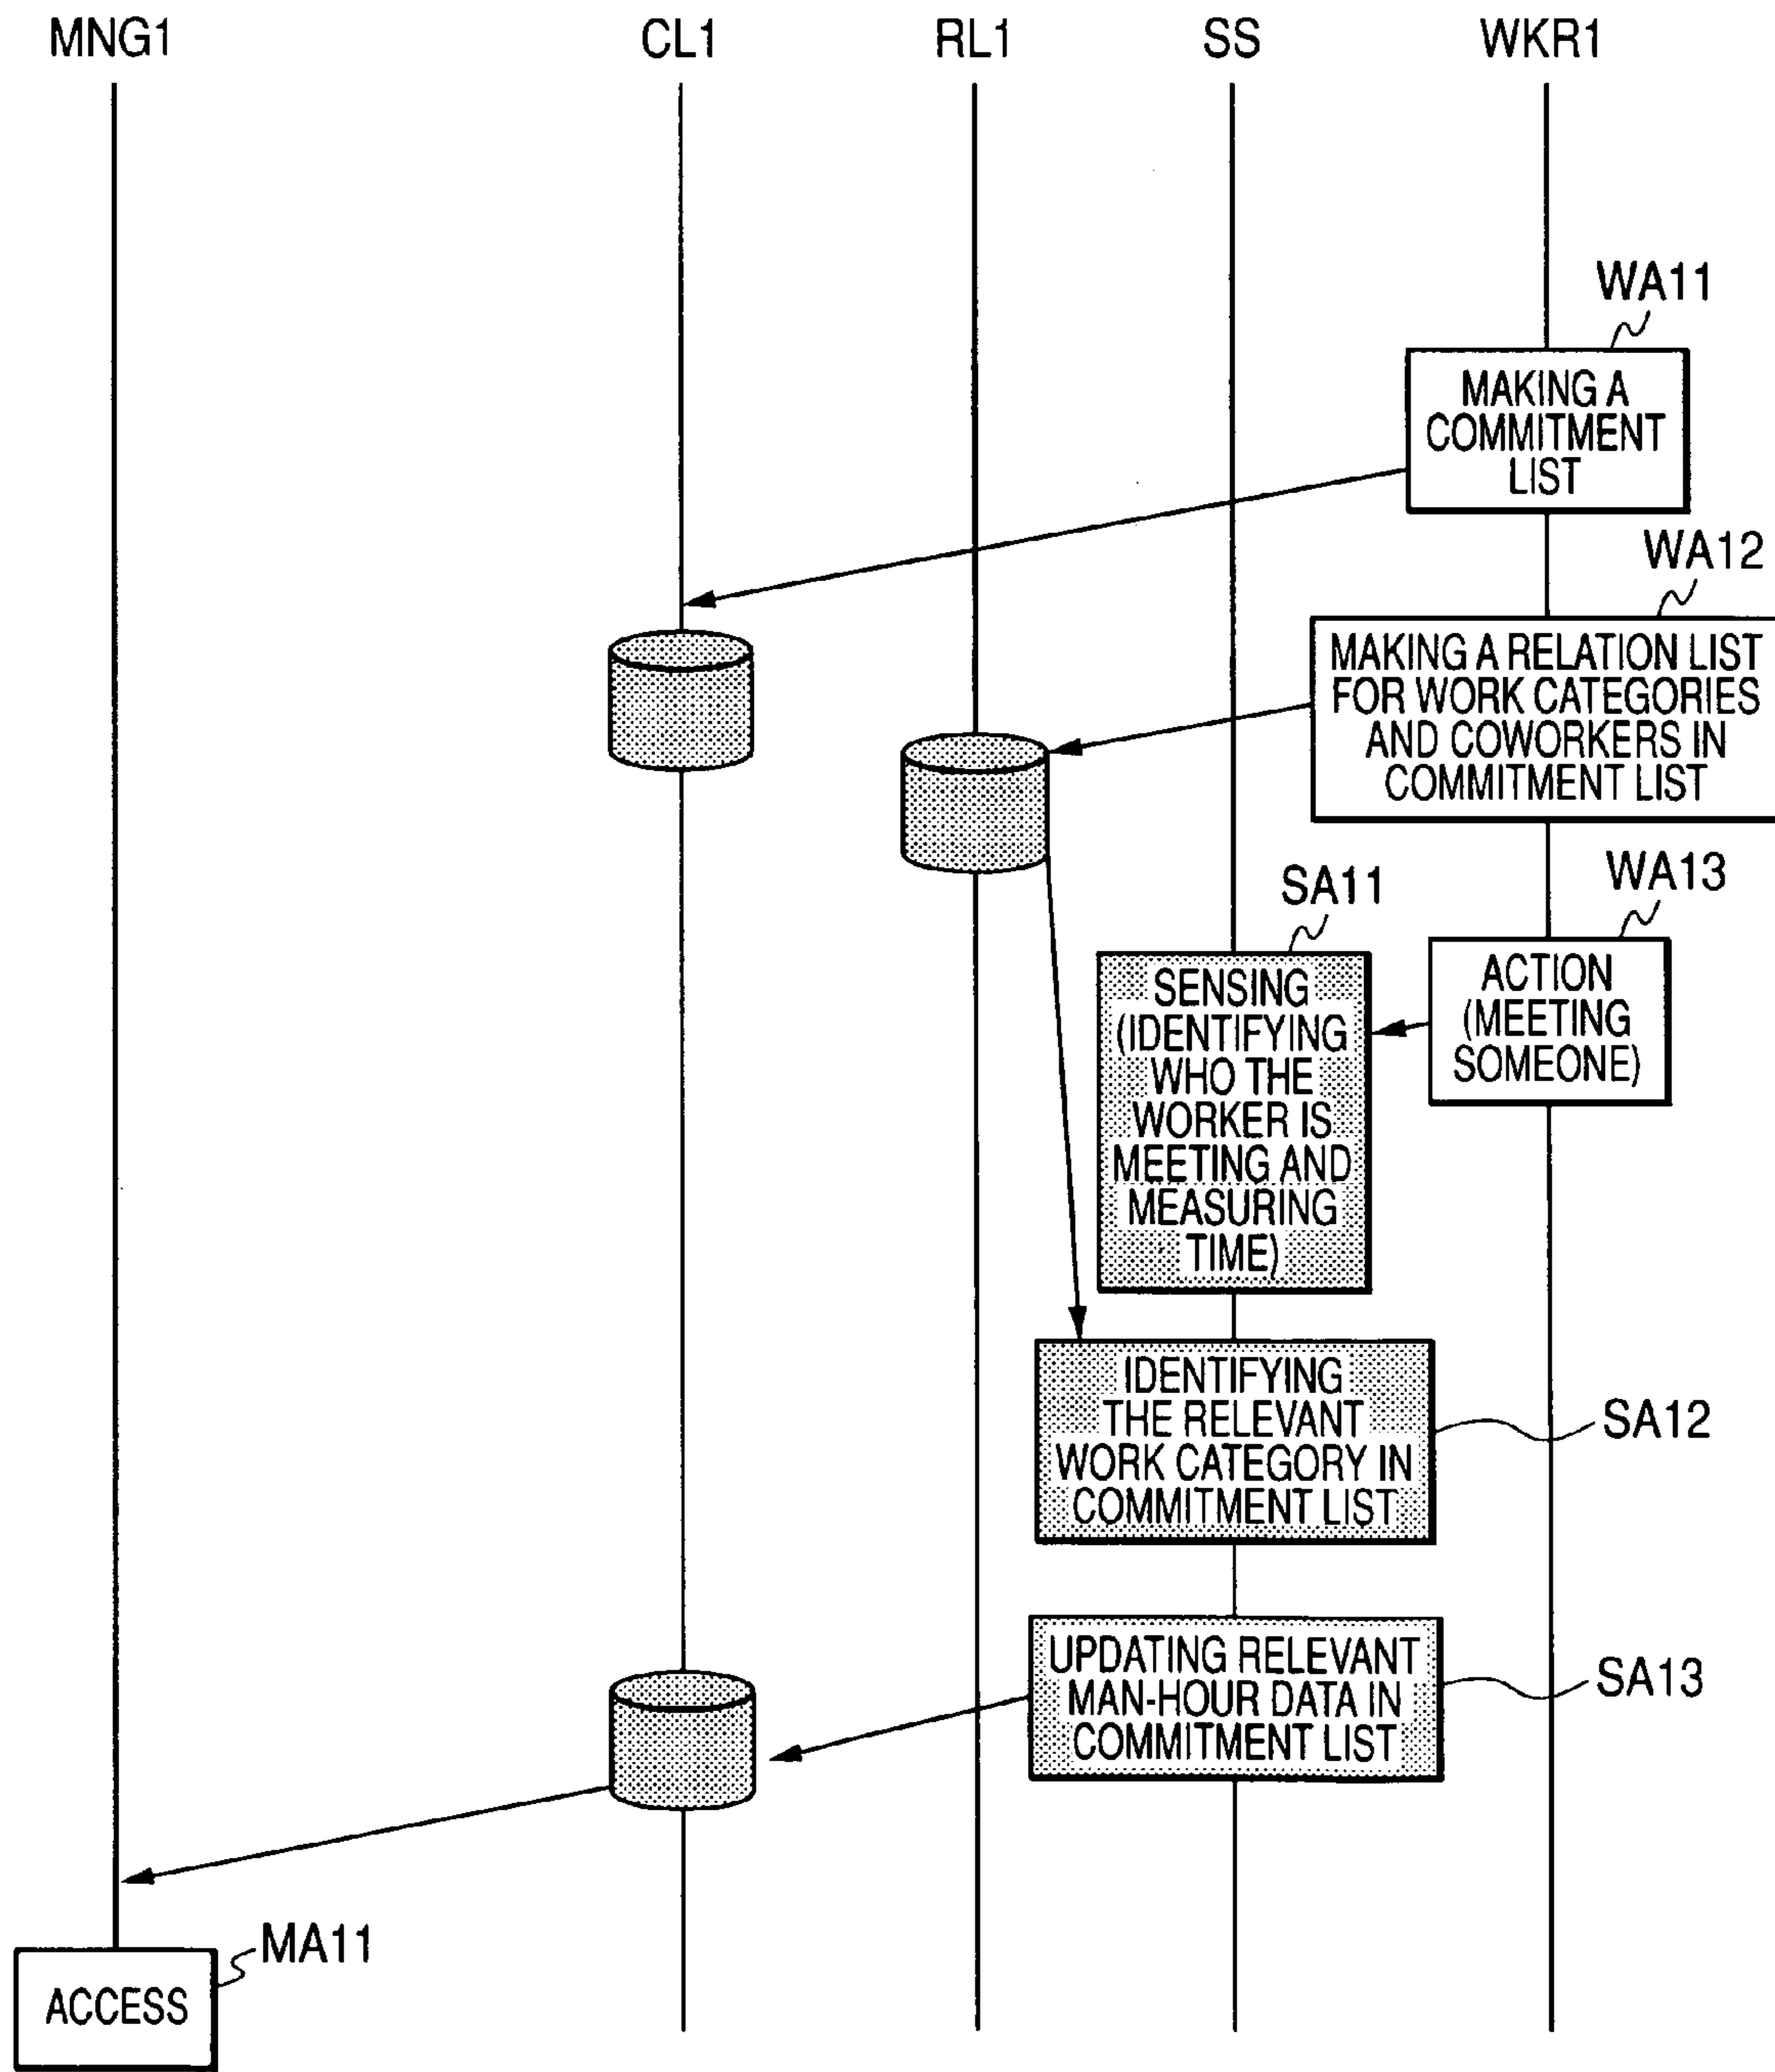 MNG1 CL1 RL1 SS WKR1
WA11
MAKING A
COMMITMENT
LIST
WA12
MAKING A RELATION LIST
FOR WORK CATEGORIES
AND COWORKERS IN
COMMITMENT LIST
WA13
ACTION
(MEETING
SOMEONE)
SA11
SENSING
(IDENTIFYING
WHO THE
WORKER IS
MEETING AND
MEASURING
TIME)
IDENTIFYING
THE RELEVANT
WORK CATEGORY IN
COMMITMENT LIST
SA12
UPDATING RELEVANT
MAN-HOUR DATA IN
COMMITMENT LIST
SA13
MA11
ACCESS